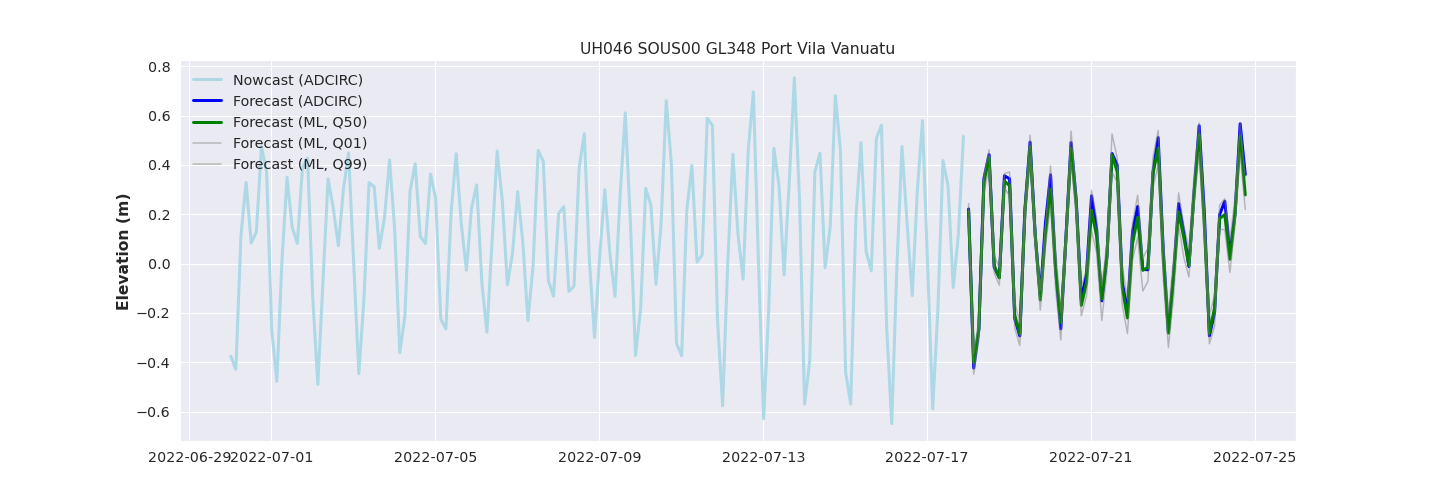 UH046 SOUS00 GL348 Port Vila Vanuatu
Nowcast (ADCIRC)
Forecast (ADCIRC)
Forecast (ML, Q50)
Forecast (ML, Q01)
Forecast (ML, Q99)
Elevation (m)
0.8
0.6
0.4
0.2
0.0
−0.2
−0.4
−0.6
2022-06-29 2022-07-01 2022-07-05 2022-07-09 2022-07-13 2022-07-17 2022-07-21 2022-07-25